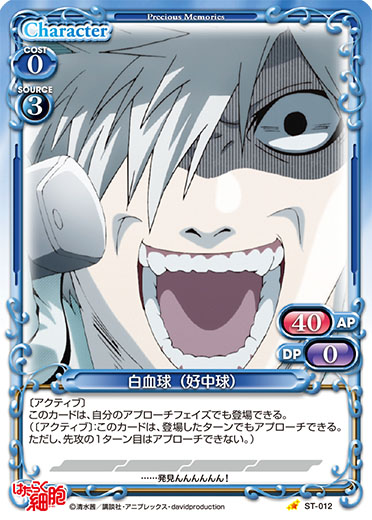 Precious Memories
Character
COST
0
SOURCE
3
40 AP
DP 0
白血球（好中球）
［アクティブ］
このカードは、自分のアプローチフェイズでも登場できる。
（［アクティブ］：このカードは、登場したターンでもアプローチできる。
ただし、先攻の1ターン目はアプローチできない。）
はたらく細胞
……発見んんんんんん！
©清水茜／講談社・アニプレックス・davidproduction
ST-012